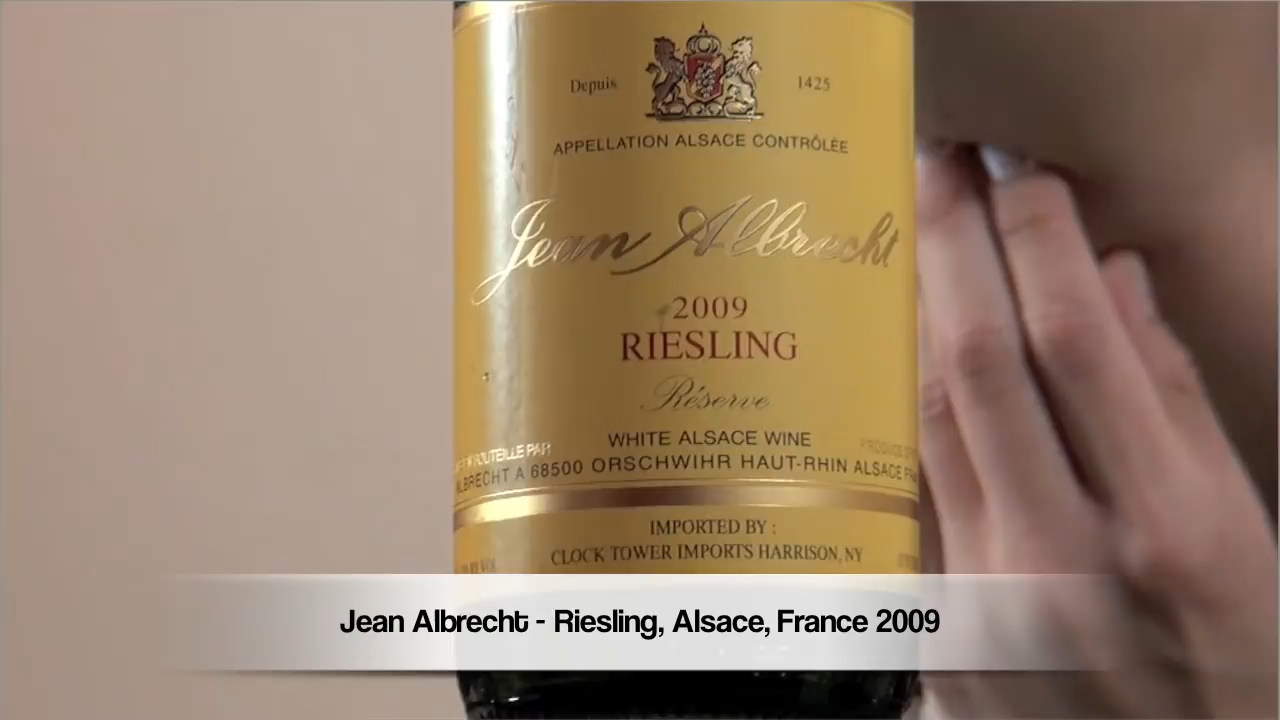 Depuis 1425
APPELLATION ALSACE CONTRÔLÉE
Jean Albrecht
2009
RIESLING
Réserve
WHITE ALSACE WINE
BOUTEILLE PAR
ALBRECHT A 68500 ORSCHWIHR HAUT-RHIN ALSACE
IMPORTED BY :
CLOCK TOWER IMPORTS HARRISON, NY
Jean Albrecht - Riesling, Alsace, France 2009